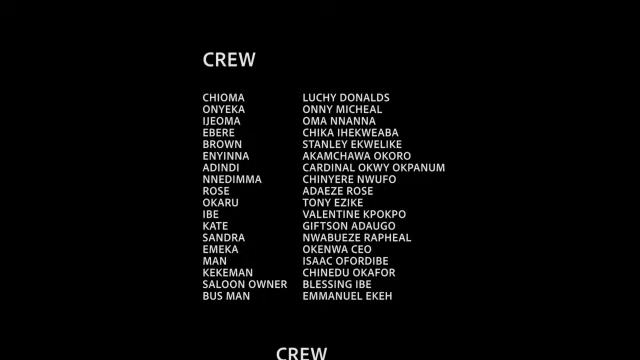 CREW
CHIOMA LUCHY DONALDS
ONYEKA ONNY MICHEAL
IJEOMA OMA NNANNA
EBERE CHIKA IHEKWEABA
BROWN STANLEY EKWELIKE
ENYINNA AKAMCHAWA OKORO
ADINDI CARDINAL OKWY OKPANUM
NNEDIMMA CHINYERE NWUFO
ROSE ADAEZE ROSE
OKARU TONY EZIKE
IBE VALENTINE KPOKPO
KATE GIFTSON ADAUGO
SANDRA NWABUEZE RAPHEAL
EMEKA OKENWA CEO
MAN ISAAC OFORDIBE
KEKEMAN CHINEDU OKAFOR
SALOON OWNER BLESSING IBE
BUS MAN EMMANUEL EKEH
CREW